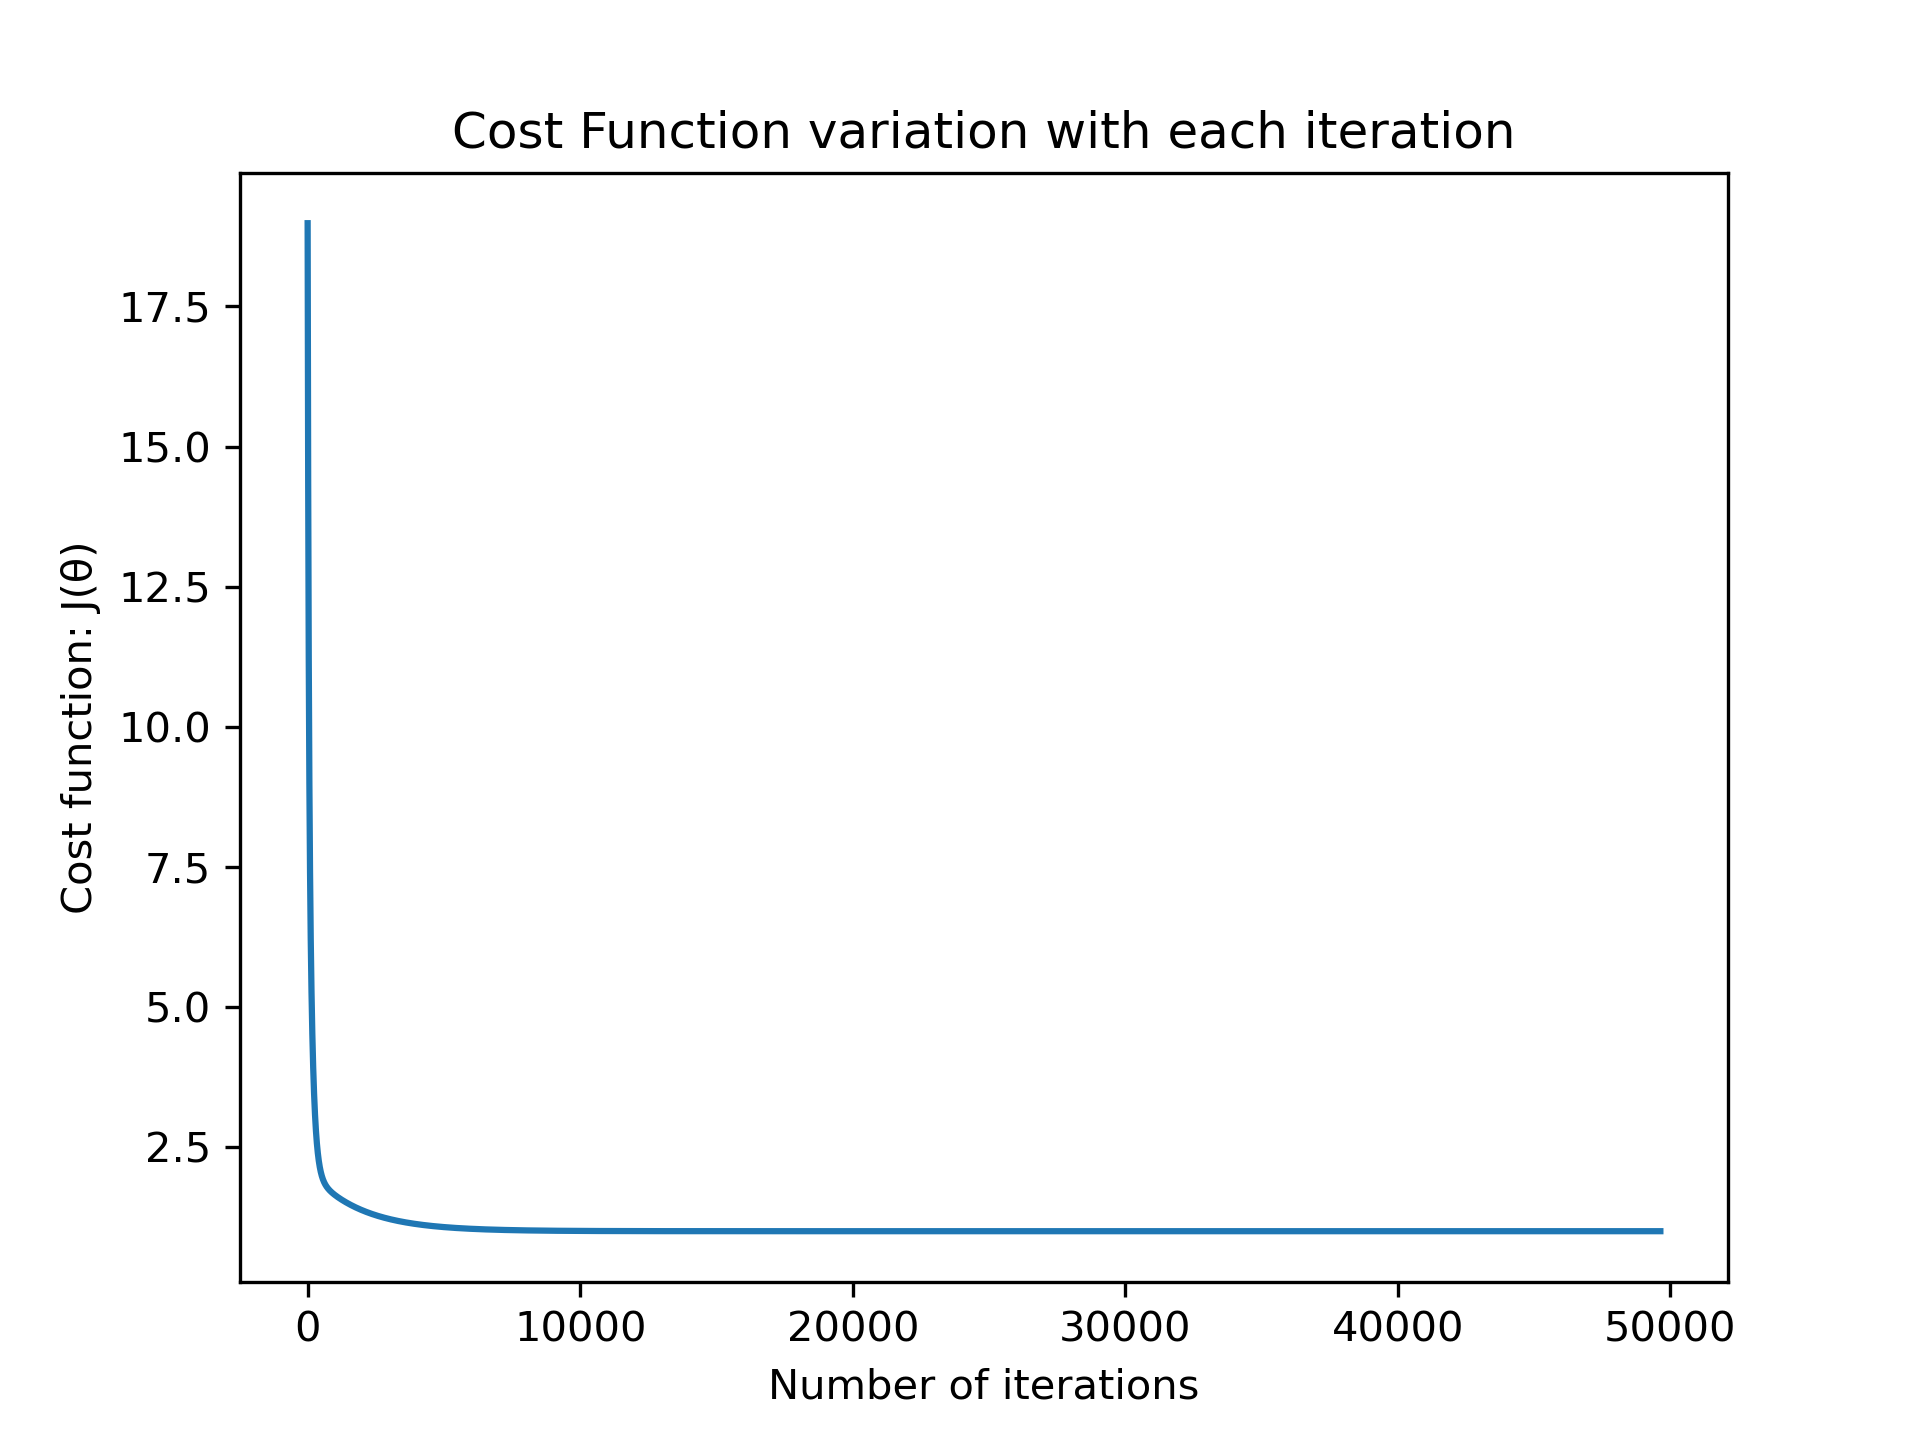 Cost Function variation with each iteration
Cost function: J(θ)
17.5
15.0
12.5
10.0
7.5
5.0
2.5
0 10000 20000 30000 40000 50000
Number of iterations